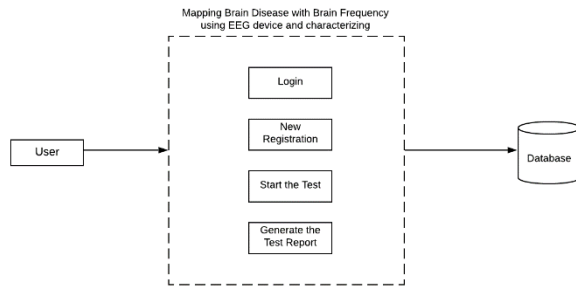 Mapping Brain Disease with Brain Frequency
using EEG device and characterizing
Login
New
Registration
User
Database
Start the Test
Generate the
Test Report